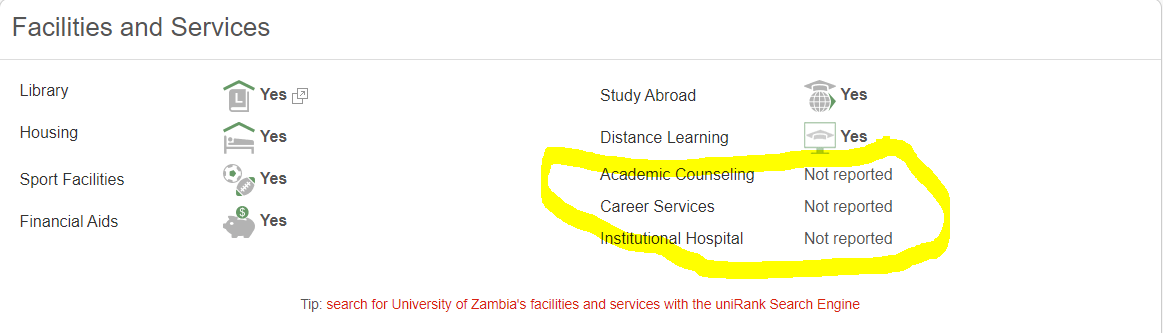 Facilities and Services
Library Yes
Housing Yes
Sport Facilities Yes
Financial Aids Yes
Study Abroad Yes
Distance Learning Yes
Academic Counseling Not reported
Career Services Not reported
Institutional Hospital Not reported
Tip: search for University of Zambia's facilities and services with the uniRank Search Engine